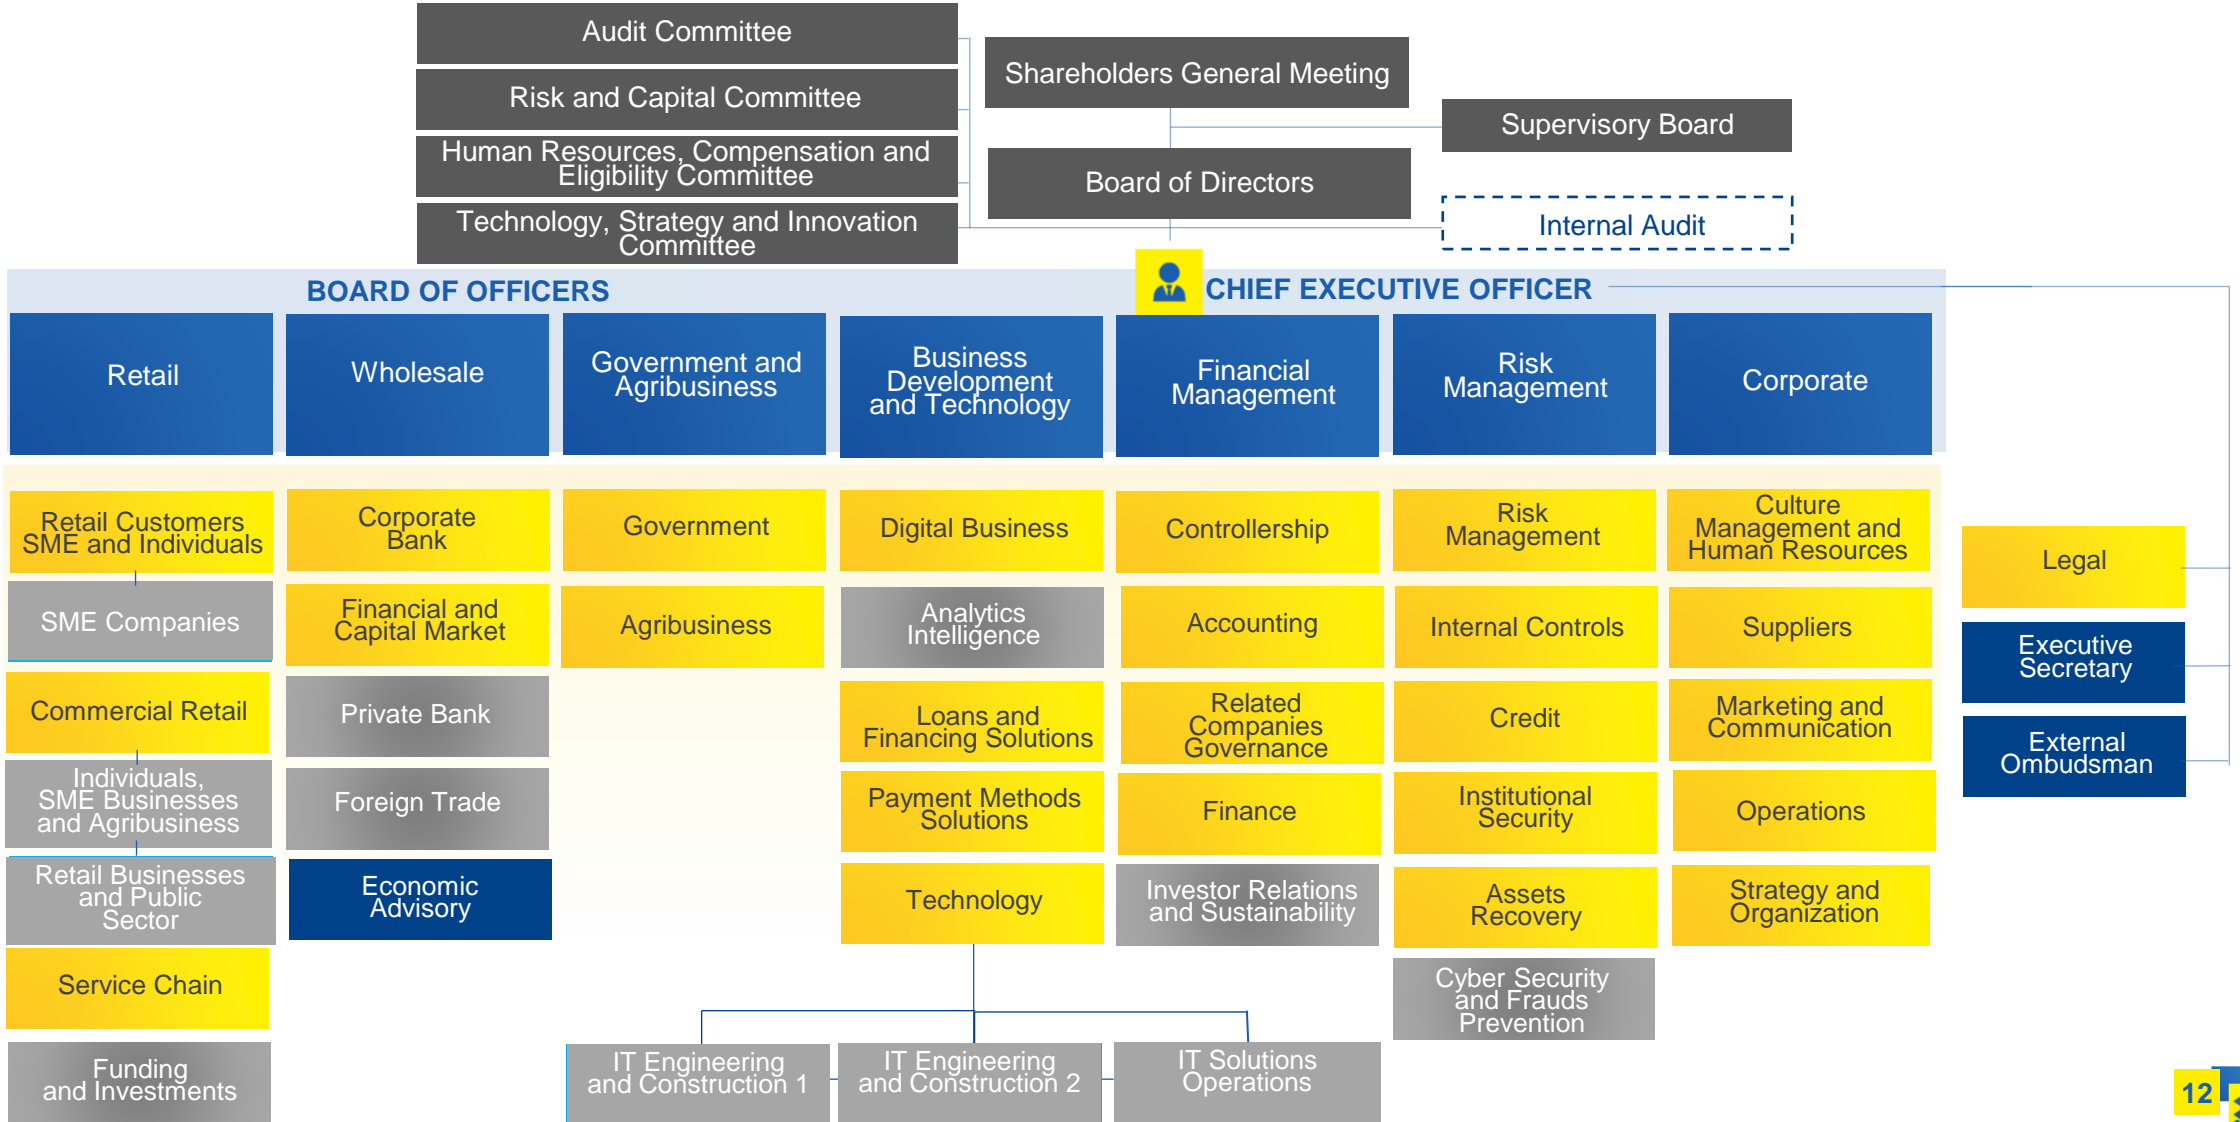 Audit Committee
Risk and Capital Committee
Human Resources, Compensation and
Eligibility Committee
Technology, Strategy and Innovation
Committee
Shareholders General Meeting
Supervisory Board
Board of Directors
Internal Audit
BOARD OF OFFICERS
CHIEF EXECUTIVE OFFICER
Retail
Wholesale
Government and
Agribusiness
Business
Development
and Technology
Financial
Management
Risk
Management
Corporate
Retail Customers
SME and Individuals
SME Companies
Commercial Retail
Individuals,
SME Businesses
and Agribusiness
Retail Businesses
and Public
Sector
Service Chain
Funding
and Investments
Corporate
Bank
Financial and
Capital Market
Private Bank
Foreign Trade
Economic
Advisory
Government
Agribusiness
Digital Business
Analytics
Intelligence
Loans and
Financing Solutions
Payment Methods
Solutions
Technology
IT Engineering
and Construction 1
IT Engineering
and Construction 2
IT Solutions
Operations
Controllership
Accounting
Related
Companies
Governance
Finance
Investor Relations
and Sustainability
Risk
Management
Internal Controls
Credit
Institutional
Security
Assets
Recovery
Cyber Security
and Frauds
Prevention
Culture
Management and
Human Resources
Suppliers
Marketing and
Communication
Operations
Strategy and
Organization
Legal
Executive
Secretary
External
Ombudsman
12